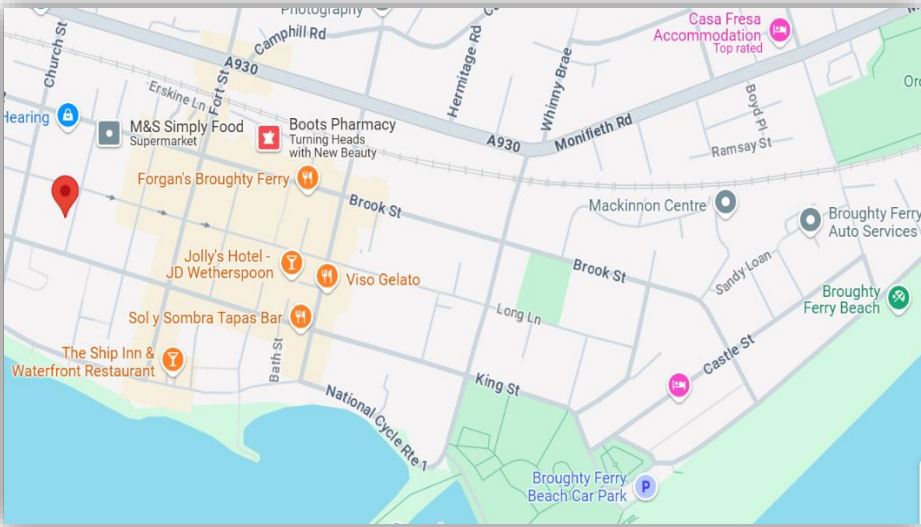 Photography
Camphill Rd
Church St
A930
Fort St
Erskine Ln
Hearing
M&S Simply Food
Supermarket
Boots Pharmacy
Turning Heads
with New Beauty
Hermitage Rd
Whinny Brae
Casa Fresa
Accommodation
Top rated
A930
Monifieth Rd
Boyd Pl
Ramsay St
Forgan's Broughty Ferry
Brook St
Mackinnon Centre
Broughty Ferry
Auto Services
Jolly's Hotel -
JD Wetherspoon
Viso Gelato
Brook St
Sandy Loan
Broughty
Ferry Beach
Long Ln
Sol y Sombra Tapas Bar
The Ship Inn &
Waterfront Restaurant
Bath St
Castle St
King St
National Cycle Rte 1
Broughty Ferry
Beach Car Park
P